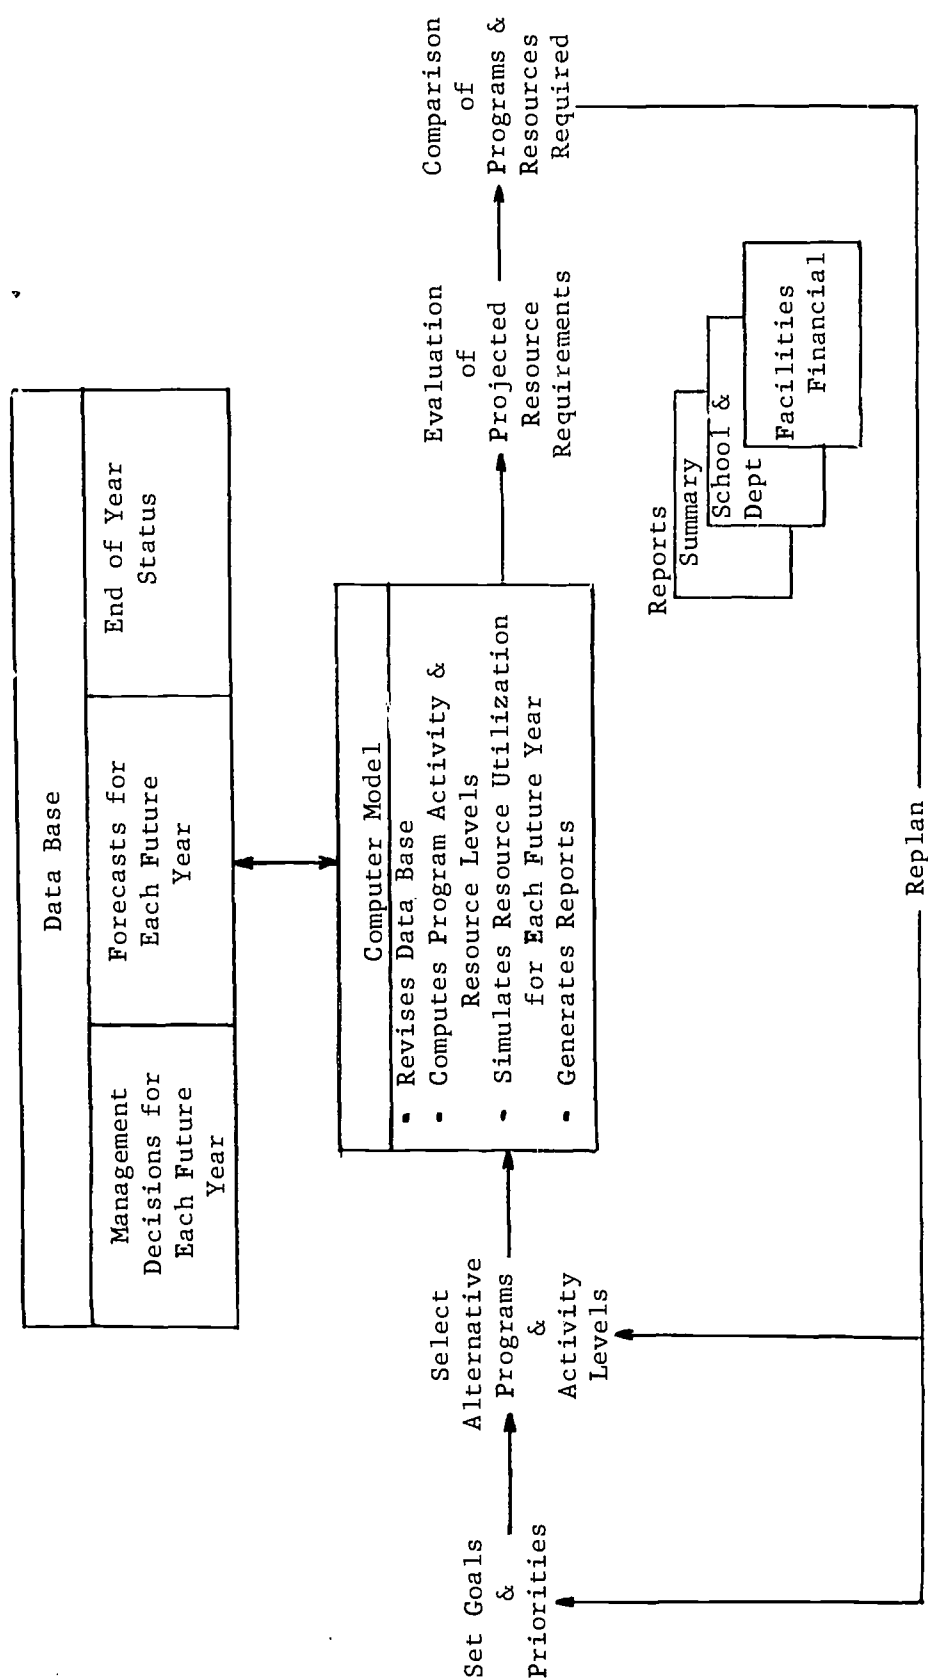 Data Base
Management
Decisions for
Each Future
Year
Forecasts for
Each Future
Year
End of Year
Status
Set Goals
&
Priorities
Select
Alternative
Programs
&
Activity
Levels
Computer Model
- Revises Data Base
- Computes Program Activity &
Resource Levels
- Simulates Resource Utilization
for Each Future Year
- Generates Reports
Evaluation
of
Projected
Resource
Requirements
Comparison
of
Programs &
Resources
Required
Reports
Summary
School &
Dept
Facilities
Financial
Replan